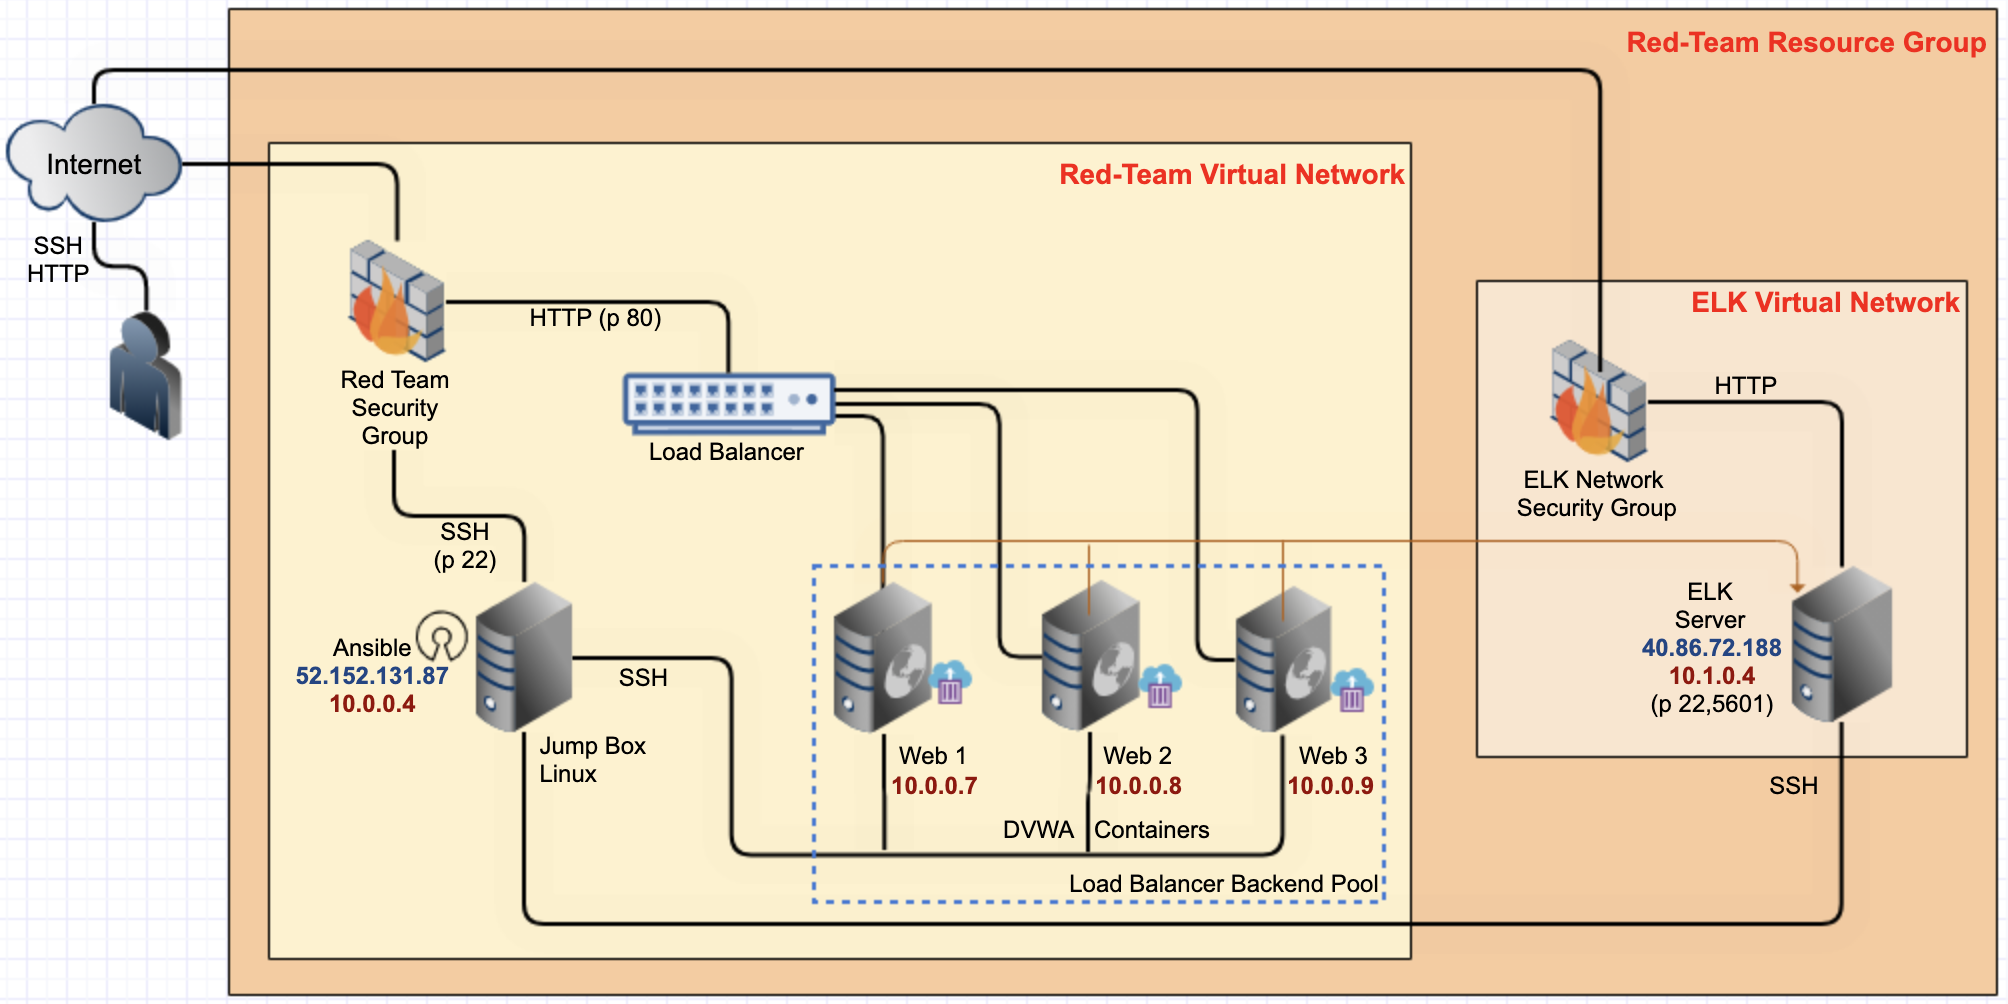 Red-Team Resource Group
Internet
SSH
HTTP
Red-Team Virtual Network
Red Team
Security
Group
HTTP (p 80)
Load Balancer
SSH
(p 22)
Ansible
52.152.131.87
10.0.0.4
Jump Box
Linux
SSH
Web 1
10.0.0.7
Web 2
10.0.0.8
Web 3
10.0.0.9
DVWA Containers
Load Balancer Backend Pool
ELK Virtual Network
HTTP
ELK Network
Security Group
ELK
Server
40.86.72.188
10.1.0.4
(p 22,5601)
SSH